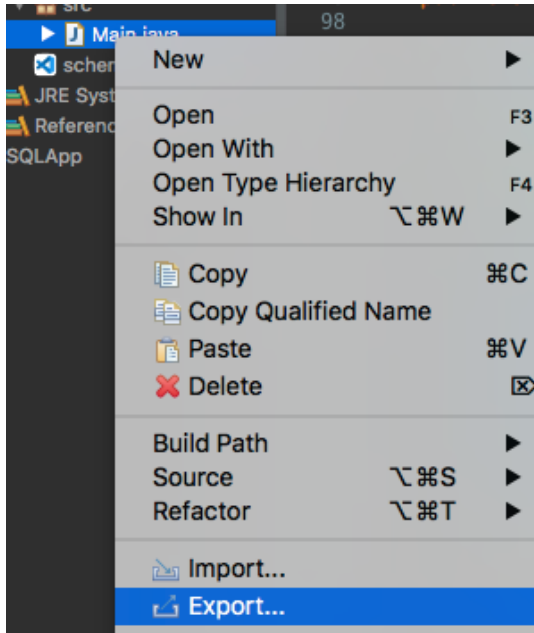 src
98
Main.java
New
schem
JRE Syst
Open F3
Referenc
Open With
SQLApp
Open Type Hierarchy F4
Show In ⌥⌘W
Copy ⌘C
Copy Qualified Name
Paste ⌘V
Delete ⌦
Build Path
Source ⌥⌘S
Refactor ⌥⌘T
Import...
Export...